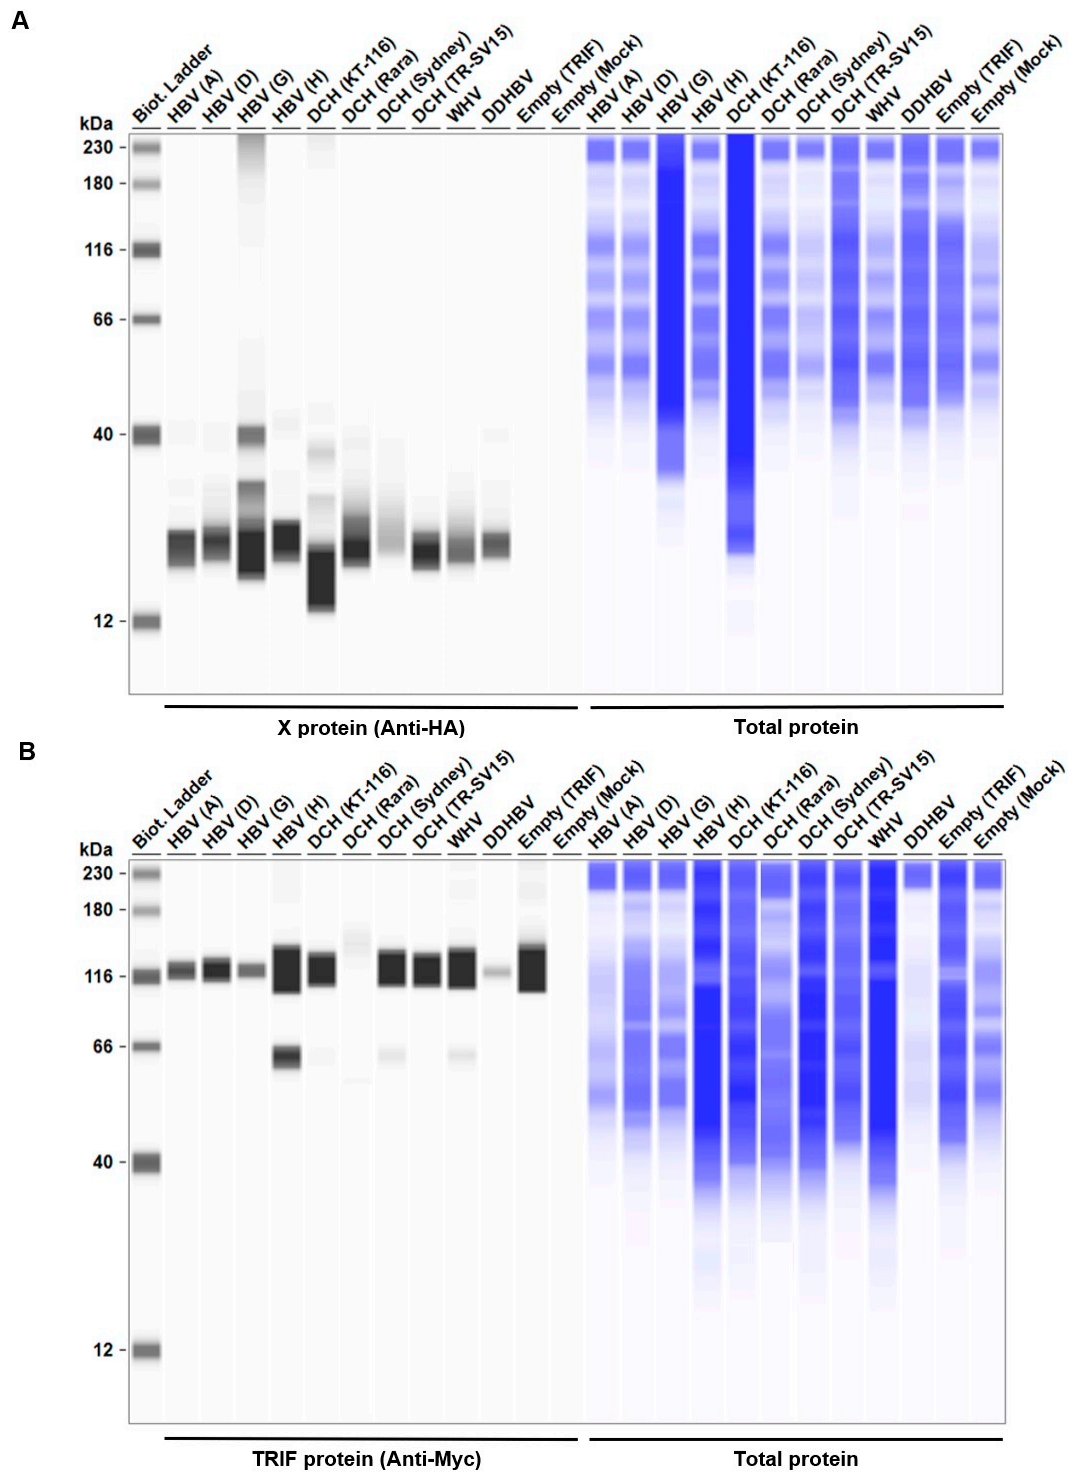 A
Biot. Ladder
HBV (A)
HBV (D)
HBV (G)
HBV (H)
DCH (KT-116)
DCH (Rara)
DCH (Sydney)
DCH (TR-SV15)
WHV
DDHBV
Empty (TRIF)
Empty (Mock)
HBV (A)
HBV (D)
HBV (G)
HBV (H)
DCH (KT-116)
DCH (Rara)
DCH (Sydney)
DCH (TR-SV15)
WHV
DDHBV
Empty (TRIF)
Empty (Mock)
kDa
230
180
116
66
40
12
X protein (Anti-HA)
Total protein
B
Biot. Ladder
HBV (A)
HBV (D)
HBV (G)
HBV (H)
DCH (KT-116)
DCH (Rara)
DCH (Sydney)
DCH (TR-SV15)
WHV
DDHBV
Empty (TRIF)
Empty (Mock)
HBV (A)
HBV (D)
HBV (G)
HBV (H)
DCH (KT-116)
DCH (Rara)
DCH (Sydney)
DCH (TR-SV15)
WHV
DDHBV
Empty (TRIF)
Empty (Mock)
kDa
230
180
116
66
40
12
TRIF protein (Anti-Myc)
Total protein